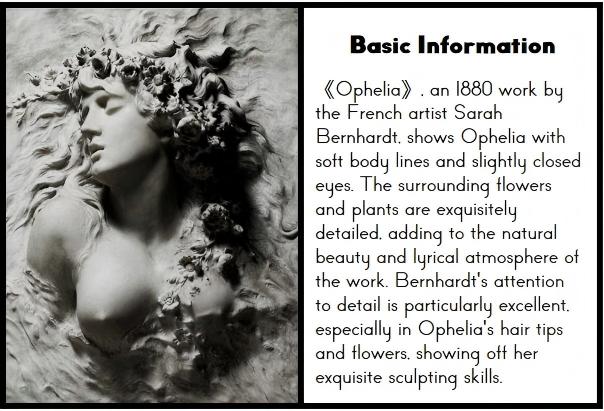 Basic Information
《Ophelia》, an 1880 work by
the French artist Sarah
Bernhardt, shows Ophelia with
soft body lines and slightly closed
eyes. The surrounding flowers
and plants are exquisitely
detailed, adding to the natural
beauty and lyrical atmosphere of
the work. Bernhardt's attention
to detail is particularly excellent,
especially in Ophelia's hair tips
and flowers, showing off her
exquisite sculpting skills.